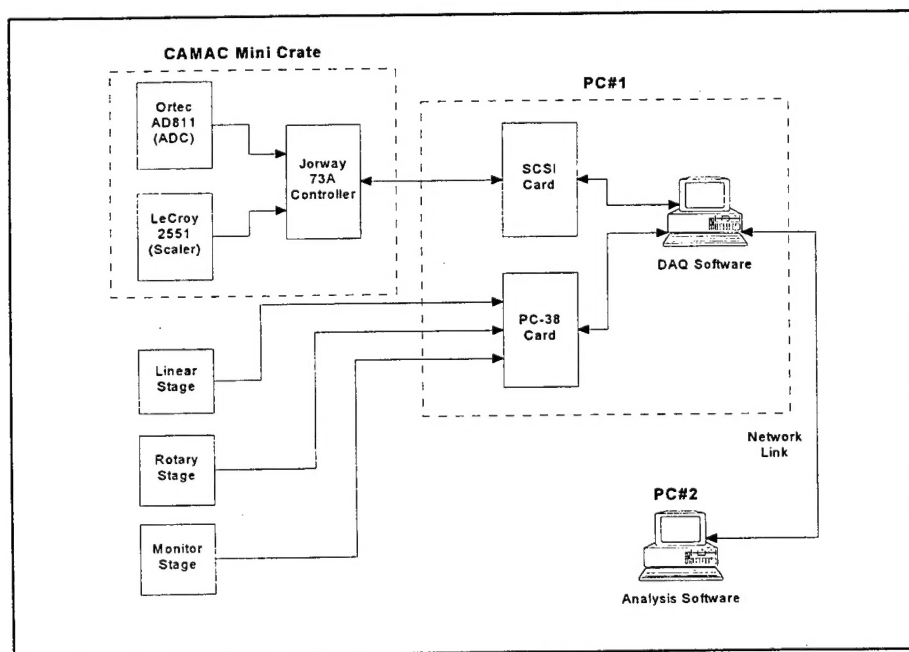 CAMAC Mini Crate
Ortec
AD811
(ADC)
Jorway
73A
Controller
LeCroy
2551
(Scaler)
PC#1
SCSI
Card
DAQ Software
PC-38
Card
Linear
Stage
Rotary
Stage
Monitor
Stage
Network
Link
PC#2
Analysis Software